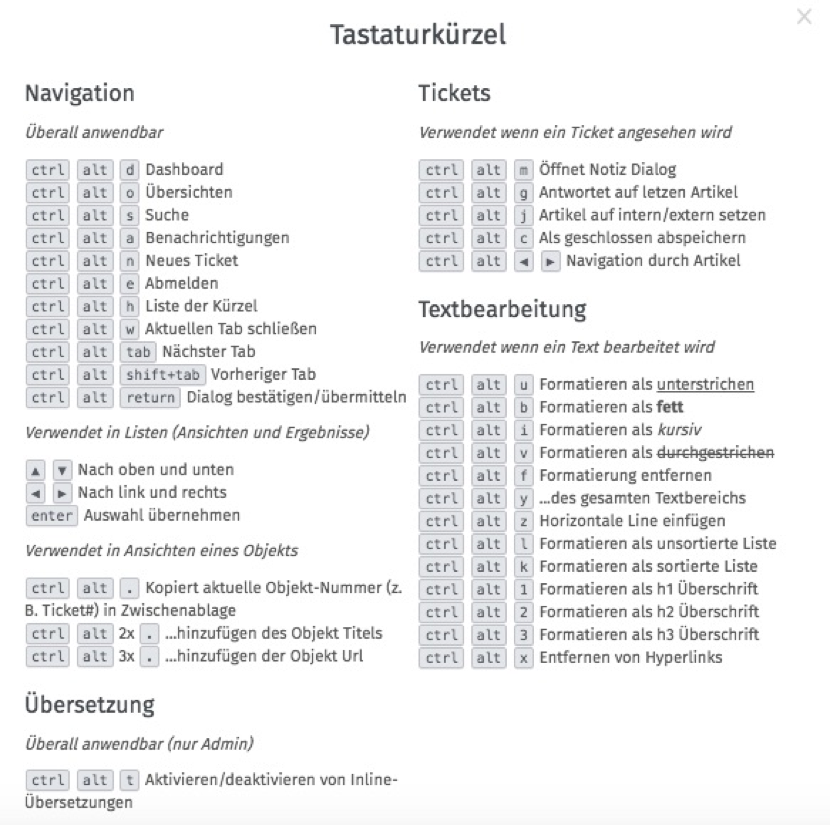 Tastaturkürzel
Navigation
Überall anwendbar
ctrl alt d Dashboard
ctrl alt o Übersichten
ctrl alt s Suche
ctrl alt a Benachrichtigungen
ctrl alt n Neues Ticket
ctrl alt e Abmelden
ctrl alt h Liste der Kürzel
ctrl alt w Aktuellen Tab schließen
ctrl alt tab Nächster Tab
ctrl alt shift+tab Vorheriger Tab
ctrl alt return Dialog bestätigen/übermitteln
Verwendet in Listen (Ansichten und Ergebnisse)
▲ ▼ Nach oben und unten
◄ ► Nach link und rechts
enter Auswahl übernehmen
Verwendet in Ansichten eines Objekts
ctrl alt . Kopiert aktuelle Objekt-Nummer (z.
B. Ticket#) in Zwischenablage
ctrl alt 2x . ...hinzufügen des Objekt Titels
ctrl alt 3x . ...hinzufügen der Objekt Url
Übersetzung
Überall anwendbar (nur Admin)
ctrl alt t Aktivieren/deaktivieren von Inline-
Übersetzungen
Tickets
Verwendet wenn ein Ticket angesehen wird
ctrl alt m Öffnet Notiz Dialog
ctrl alt g Antwortet auf letzen Artikel
ctrl alt j Artikel auf intern/extern setzen
ctrl alt c Als geschlossen abspeichern
ctrl alt ◄ ► Navigation durch Artikel
Textbearbeitung
Verwendet wenn ein Text bearbeitet wird
ctrl alt u Formatieren als unterstrichen
ctrl alt b Formatieren als fett
ctrl alt i Formatieren als kursiv
ctrl alt v Formatieren als durchgestrichen
ctrl alt f Formatierung entfernen
ctrl alt y ...des gesamten Textbereichs
ctrl alt z Horizontale Line einfügen
ctrl alt l Formatieren als unsortierte Liste
ctrl alt k Formatieren als sortierte Liste
ctrl alt 1 Formatieren als h1 Überschrift
ctrl alt 2 Formatieren als h2 Überschrift
ctrl alt 3 Formatieren als h3 Überschrift
ctrl alt x Entfernen von Hyperlinks